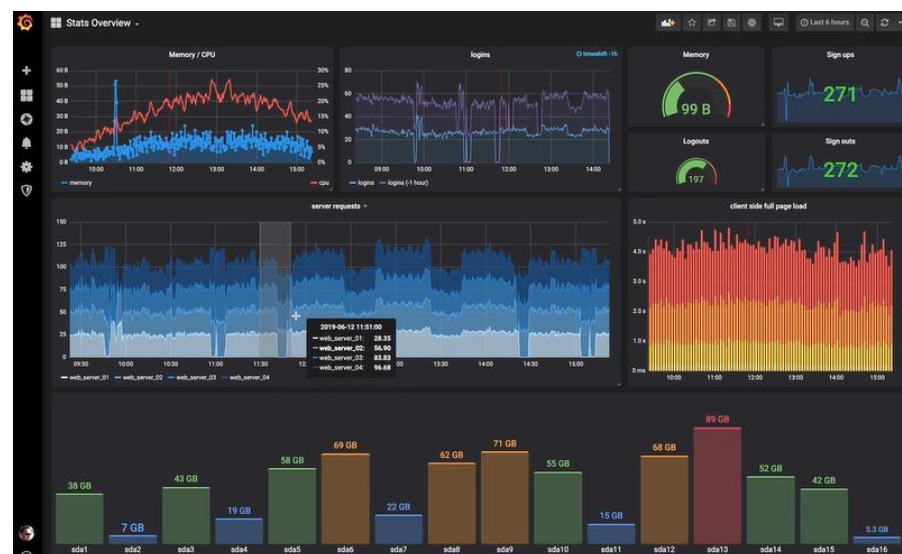 Stats Overview
Last 6 hours
Memory / CPU
60 B
50 B
40 B
30 B
20 B
10 B
0 B
30%
25%
20%
15%
10%
5%
0%
10:00 11:00 12:00 13:00 14:00 15:00
memory
cpu
logins
timeshift -1h
80
60
40
20
0
09:00 10:00 11:00 12:00 13:00 14:00
logins logins (-1 hour)
Memory
99 B
Sign ups
271
Logouts
197
Sign outs
272
server requests
150
125
100
75
50
25
0
09:30 10:00 10:30 11:00 11:30 13:00 13:30 14:00 14:30 15:00
2019-06-12 11:51:00
web_server_01: 28.35
web_server_02: 56.90
web_server_03: 83.83
web_server_04: 96.68
web_server_01 web_server_02 web_server_03 web_server_04
client side full page load
5.0 s
4.0 s
3.0 s
2.0 s
1.0 s
0 ms
10:00 11:00 12:00 13:00 14:00 15:00
38 GB
7 GB
43 GB
19 GB
58 GB
69 GB
22 GB
62 GB
71 GB
55 GB
15 GB
68 GB
89 GB
52 GB
42 GB
5.3 GB
sda1 sda2 sda3 sda4 sda5 sda6 sda7 sda8 sda9 sda10 sda11 sda12 sda13 sda14 sda15 sda16